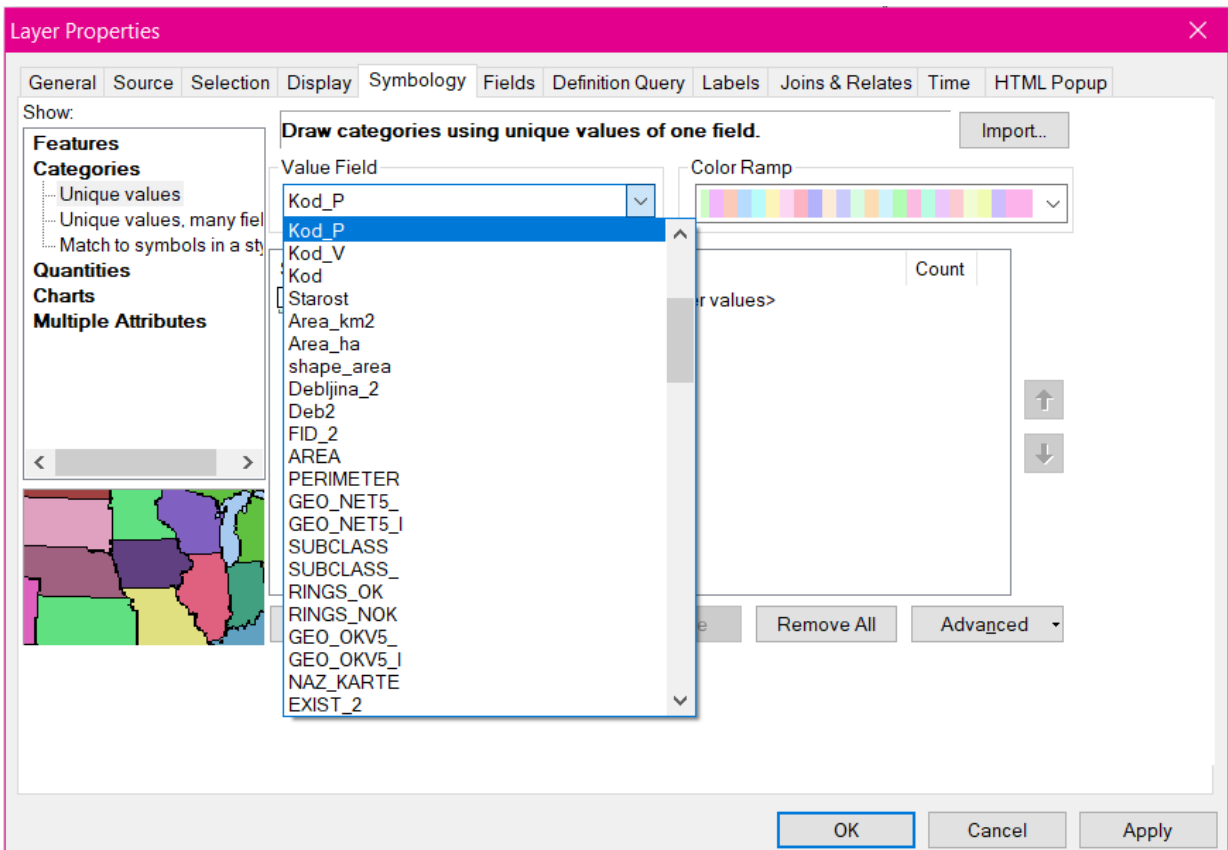 Layer Properties
General Source Selection Display Symbology Fields Definition Query Labels Joins & Relates Time HTML Popup
Show:
Features
Categories
Unique values
Unique values, many fiel
Match to symbols in a sty
Quantities
Charts
Multiple Attributes
Draw categories using unique values of one field.
Import...
Value Field
Kod_P
Color Ramp
Kod_P
Kod_V
Kod
Starost
Area_km2
Area_ha
shape_area
Debljina_2
Deb2
FID_2
AREA
PERIMETER
GEO_NET5_
GEO_NET5_I
SUBCLASS
SUBCLASS_
RINGS_OK
RINGS_NOK
GEO_OKV5_
GEO_OKV5_I
NAZ_KARTE
EXIST_2
Count
r values>
Remove All
Advanced
OK
Cancel
Apply